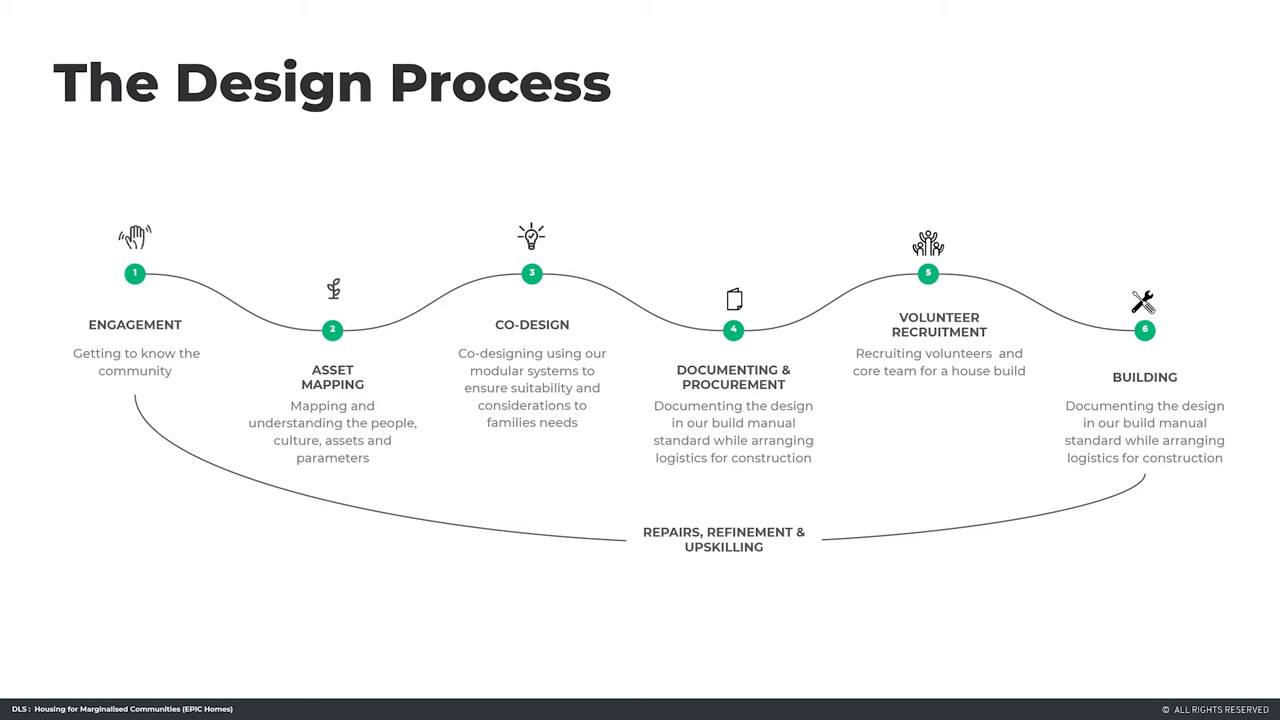 The Design Process
1
ENGAGEMENT
Getting to know the
community
2
ASSET
MAPPING
Mapping and
understanding the people,
culture, assets and
parameters
3
CO-DESIGN
Co-designing using our
modular systems to
ensure suitability and
considerations to
families needs
4
DOCUMENTING &
PROCUREMENT
Documenting the design
in our build manual
standard while arranging
logistics for construction
5
VOLUNTEER
RECRUITMENT
Recruiting volunteers and
core team for a house build
6
BUILDING
Documenting the design
in our build manual
standard while arranging
logistics for construction
REPAIRS, REFINEMENT &
UPSKILLING
DLS : Housing for Marginalised Communities (EPIC Homes)
© ALL RIGHTS RESERVED